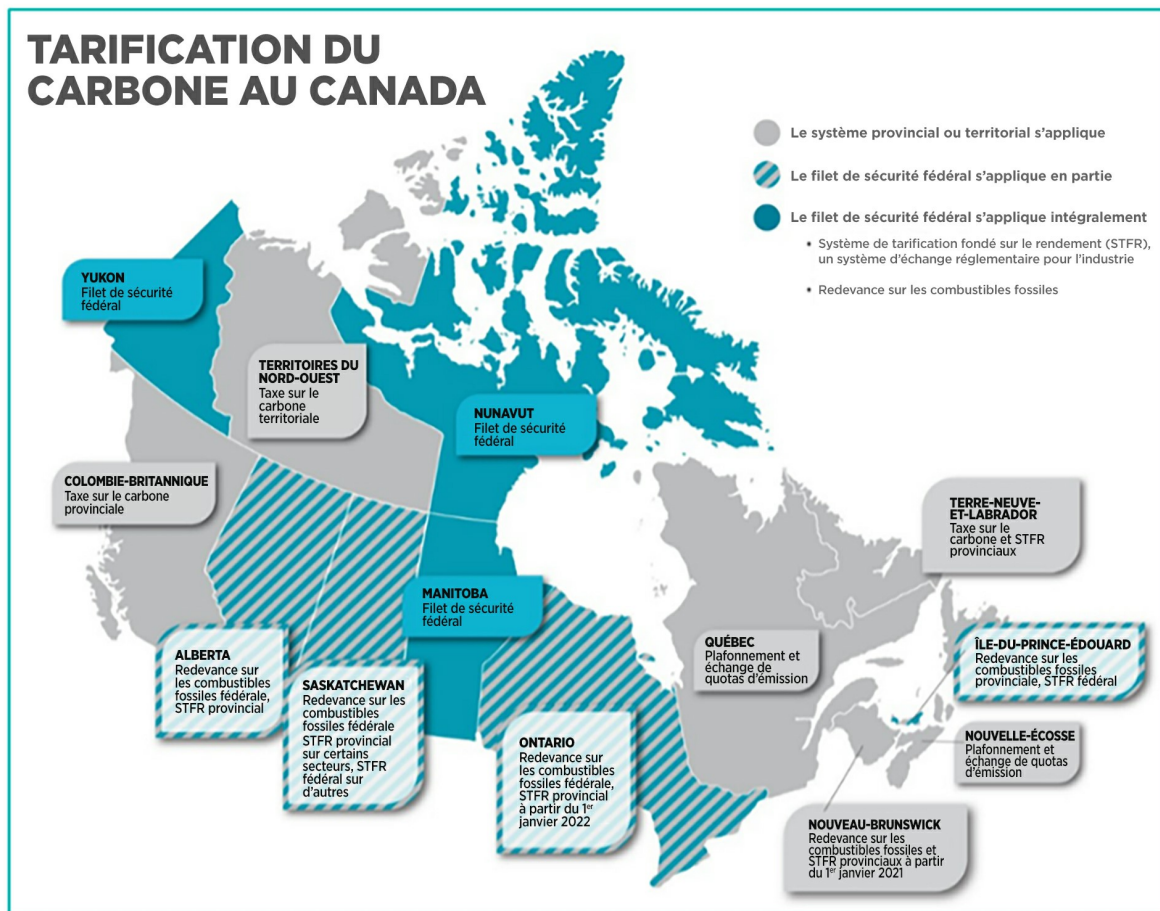 TARIFICATION DU
CARBONE AU CANADA
Le système provincial ou territorial s'applique
Le filet de sécurité fédéral s'applique en partie
Le filet de sécurité fédéral s'applique intégralement
• Système de tarification fondé sur le rendement (STFR),
un système d'échange réglementaire pour l'industrie
• Redevance sur les combustibles fossiles
YUKON
Filet de sécurité
fédéral
TERRITOIRES DU
NORD-OUEST
Taxe sur le
carbone
territoriale
NUNAVUT
Filet de sécurité
fédéral
COLOMBIE-BRITANNIQUE
Taxe sur le carbone
provinciale
TERRE-NEUVE-
ET-LABRADOR
Taxe sur le
carbone et STFR
provinciaux
MANITOBA
Filet de sécurité
fédéral
ALBERTA
Redevance sur
les combustibles
fossiles fédérale,
STFR provincial
SASKATCHEWAN
Redevance sur les
combustibles
fossiles fédérale
STFR provincial
sur certains
secteurs, STFR
fédéral sur
d'autres
ONTARIO
Redevance sur
les combustibles
fossiles fédérale,
STFR provincial
à partir du 1er
janvier 2022
QUÉBEC
Plafonnement et
échange de
quotas d'émission
ÎLE-DU-PRINCE-ÉDOUARD
Redevance sur les
combustibles fossiles
provinciale, STFR fédéral
NOUVELLE-ÉCOSSE
Plafonnement et
échange de quotas
d'émission
NOUVEAU-BRUNSWICK
Redevance sur les
combustibles fossiles et
STFR provinciaux à partir
du 1er janvier 2021